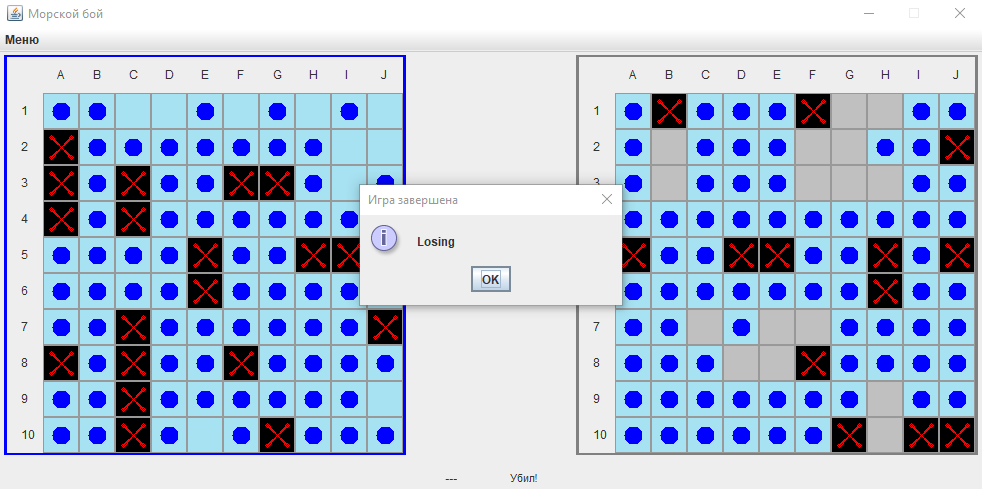 Морской бой
Меню
A B C D E F G H I J
A B C D E F G H I J
1
1
2
2
3
3
Игра завершена
4
Losing
5
OK
6
7
7
8
8
9
9
10
10
--- Убил!